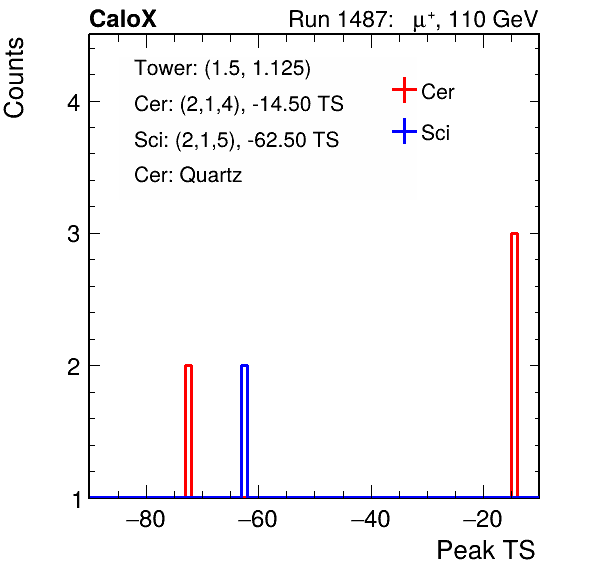 CaloX Run 1487: μ+, 110 GeV
Counts
Tower: (1.5, 1.125)
Cer: (2,1,4), -14.50 TS
Sci: (2,1,5), -62.50 TS
Cer: Quartz
Cer
Sci
4
3
2
1
−80 −60 −40 −20
Peak TS